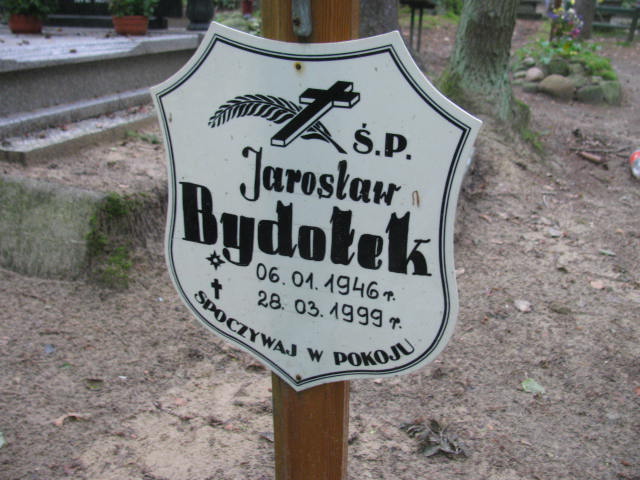 Ś.P.
Jarosław
Bydołek
06.01.1946 r.
28.03.1999 r.
SPOCZYWAJ W POKOJU